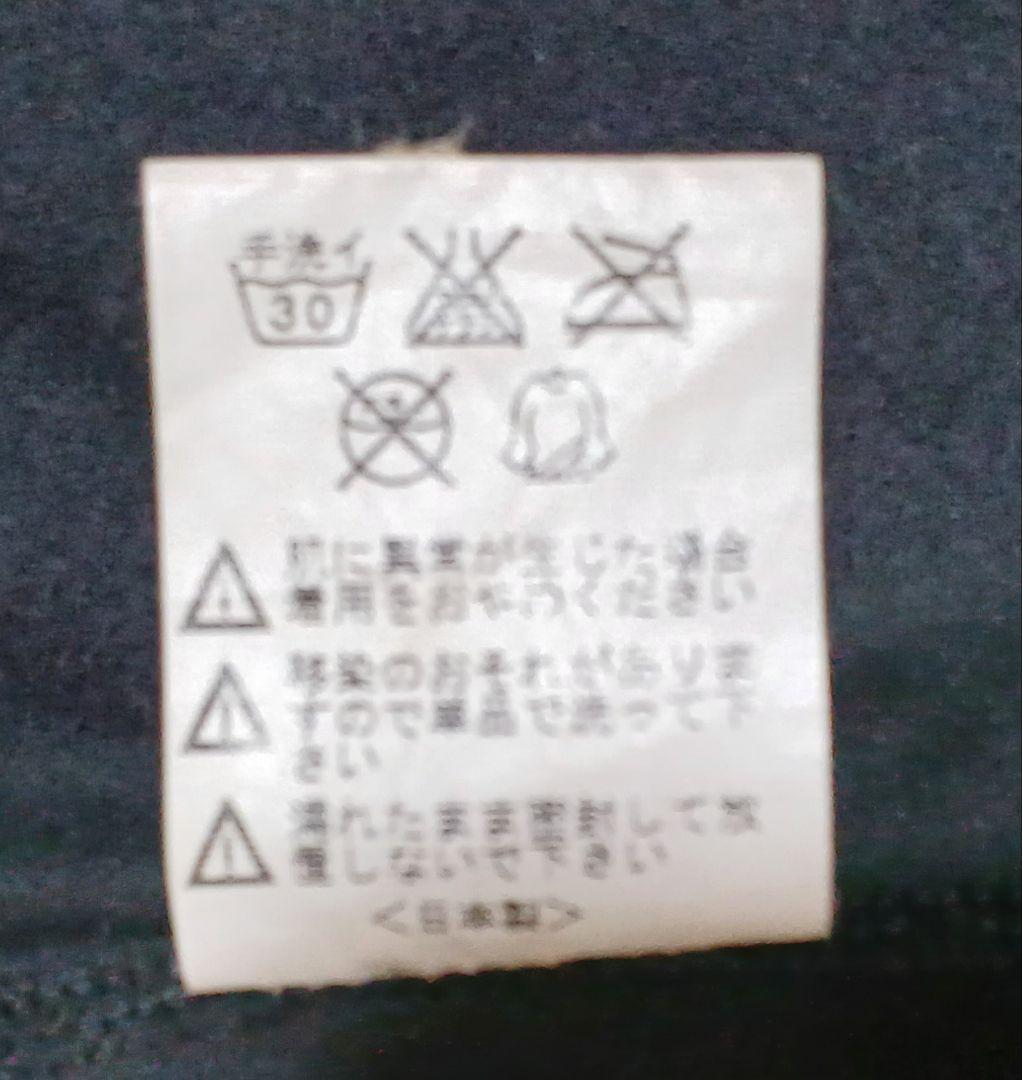 手洗イ
30
肌に異常が生じた場合
着用をおやめください
移染のおそれがありま
すので単品で洗って下
さい
濡れたまま密封して放
置しないで下さい
<日本製>